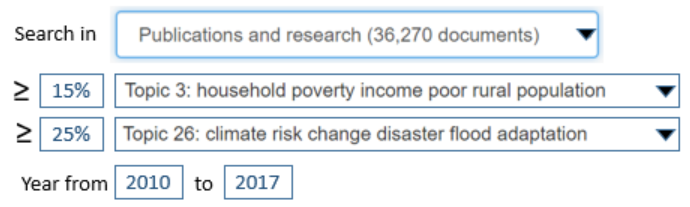 Search in Publications and research (36,270 documents)
≥ 15% Topic 3: household poverty income poor rural population
≥ 25% Topic 26: climate risk change disaster flood adaptation
Year from 2010 to 2017